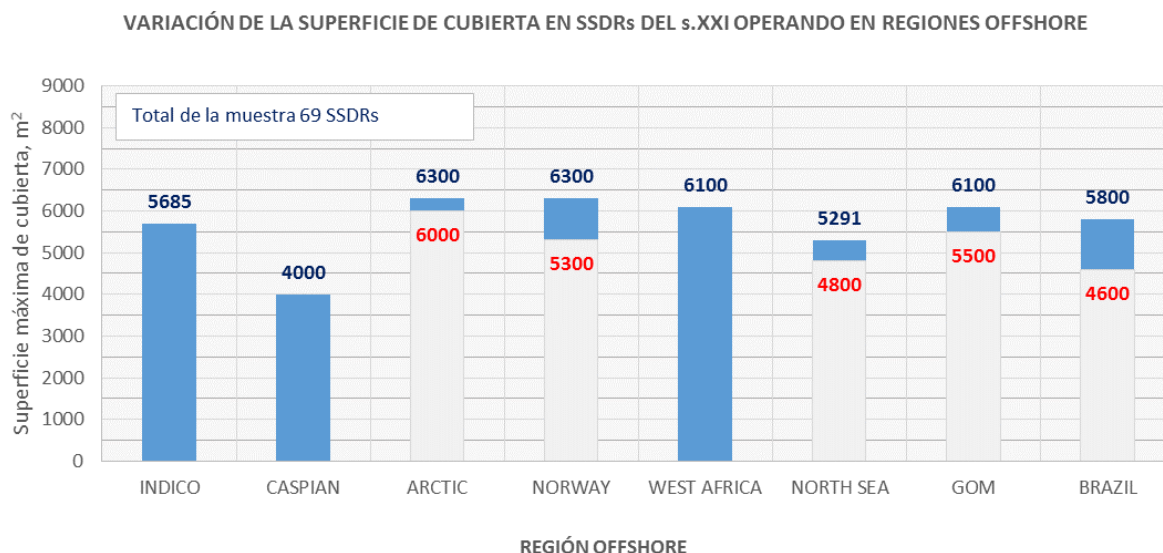 VARIACIÓN DE LA SUPERFICIE DE CUBIERTA EN SSDRs DEL s.XXI OPERANDO EN REGIONES OFFSHORE
Superficie máxima de cubierta, m²
9000
8000
7000
6000
5000
4000
3000
2000
1000
0
Total de la muestra 69 SSDRs
5685
4000
6300
6000
6300
5300
6100
5291
4800
6100
5500
5800
4600
INDICO
CASPIAN
ARCTIC
NORWAY
WEST AFRICA
NORTH SEA
GOM
BRAZIL
REGIÓN OFFSHORE